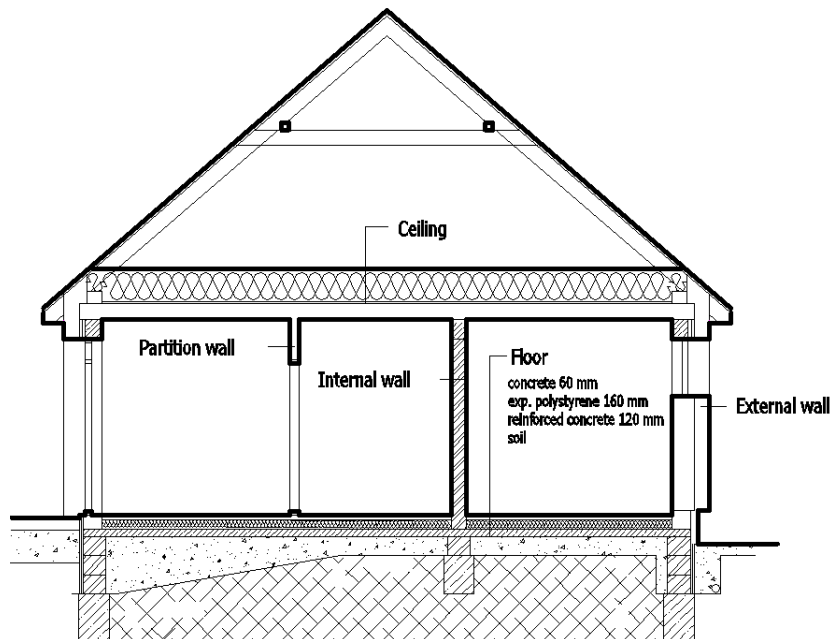 Ceiling
Partition wall
Internal wall
Floor
concrete 60 mm
exp. polystyrene 160 mm
reinforced concrete 120 mm
soil
External wall